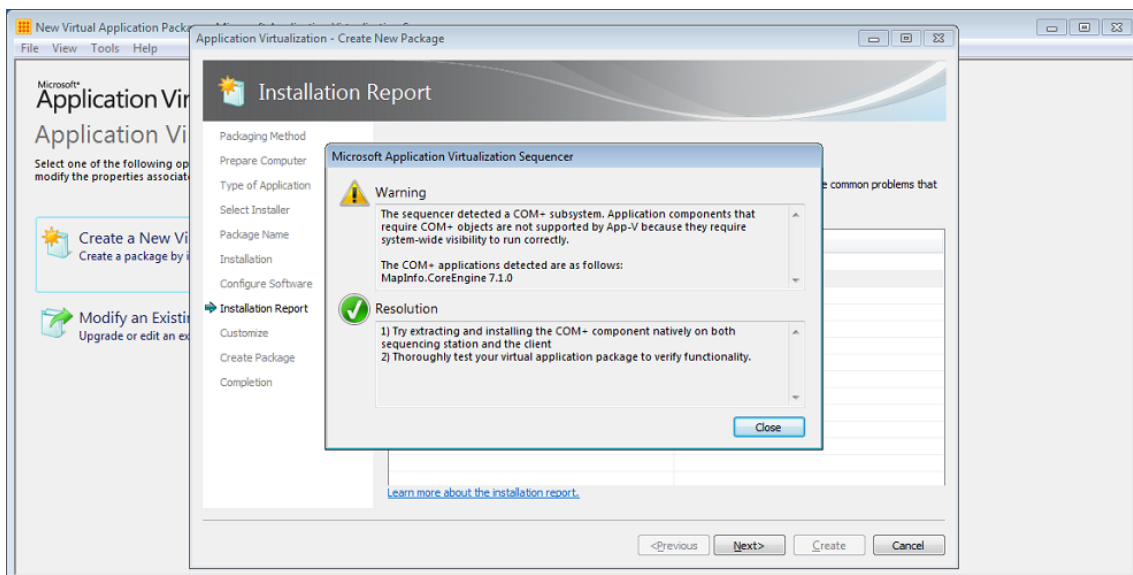 New Virtual Application Packa
File View Tools Help
Microsoft
Application Vir
Application Vi
Select one of the following op
modify the properties associat
Create a New Vi
Create a package by i
Modify an Existi
Upgrade or edit an ex
Application Virtualization - Create New Package
Installation Report
Packaging Method
Prepare Computer
Type of Application
Select Installer
Package Name
Installation
Configure Software
Installation Report
Customize
Create Package
Completion
e common problems that
Microsoft Application Virtualization Sequencer
Warning
The sequencer detected a COM+ subsystem. Application components that
require COM+ objects are not supported by App-V because they require
system-wide visibility to run correctly.
The COM+ applications detected are as follows:
MapInfo.CoreEngine 7.1.0
Resolution
1) Try extracting and installing the COM+ component natively on both
sequencing station and the client
2) Thoroughly test your virtual application package to verify functionality.
Close
Learn more about the installation report.
<Previous Next> Create Cancel